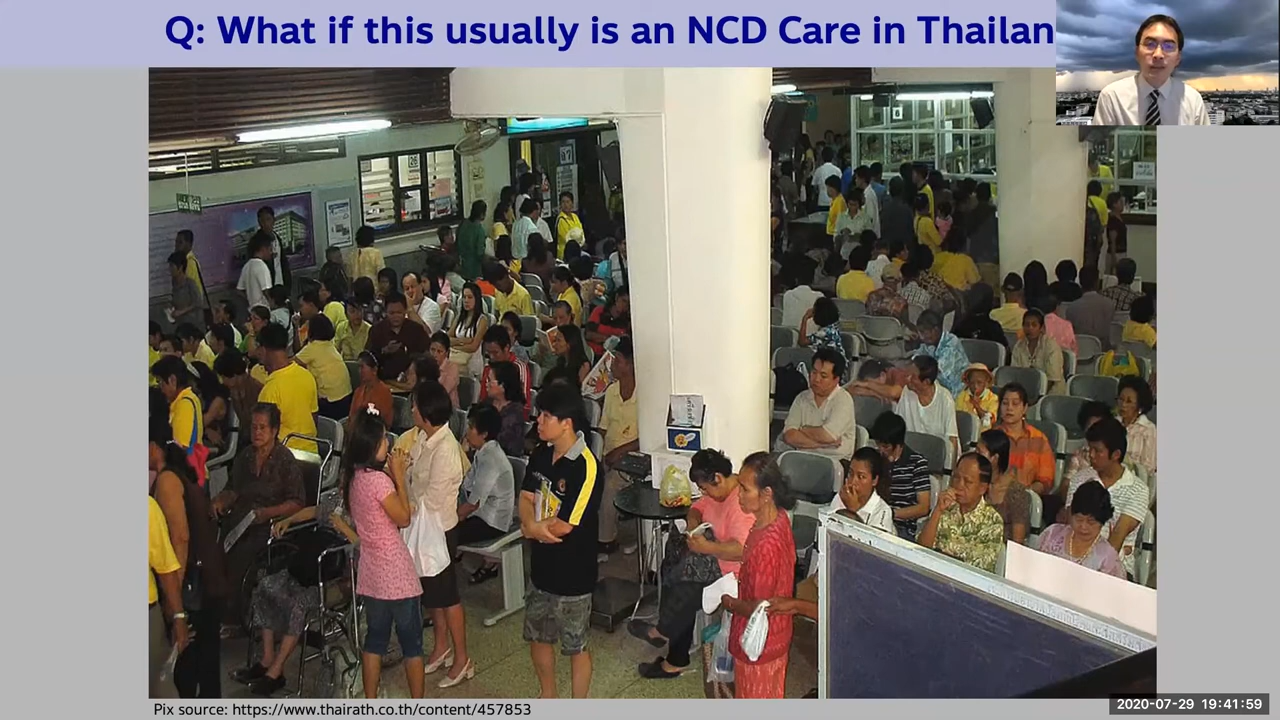 Q: What if this usually is an NCD Care in Thailan
Pix source: https://www.thairath.co.th/content/457853
2020-07-29 19:41:59